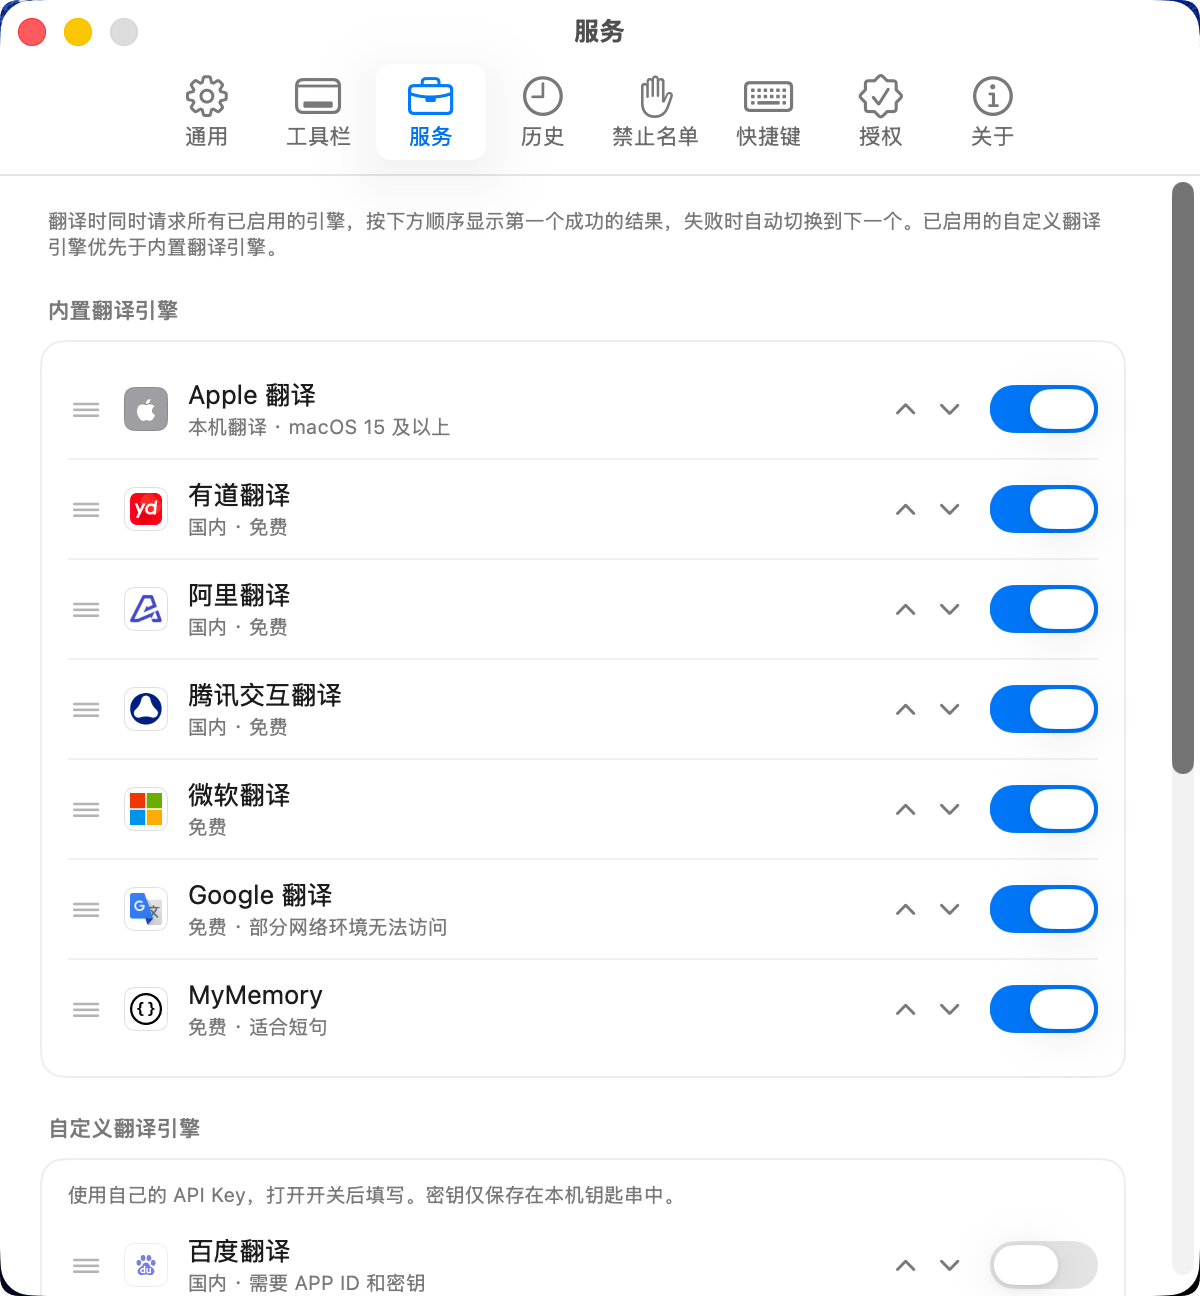 服务
通用 工具栏 服务 历史 禁止名单 快捷键 授权 关于
翻译时同时请求所有已启用的引擎，按下方顺序显示第一个成功的结果，失败时自动切换到下一个。已启用的自定义翻译
引擎优先于内置翻译引擎。
内置翻译引擎
Apple 翻译
本机翻译 · macOS 15 及以上
yd
有道翻译
国内 · 免费
阿里翻译
国内 · 免费
腾讯交互翻译
国内 · 免费
微软翻译
免费
G 文
Google 翻译
免费 · 部分网络环境无法访问
{}
MyMemory
免费 · 适合短句
自定义翻译引擎
使用自己的 API Key，打开开关后填写。密钥仅保存在本机钥匙串中。
du
百度翻译
国内 · 需要 APP ID 和密钥